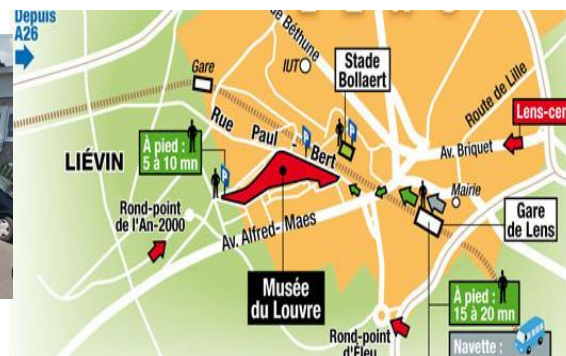 Depuis
A26
de Béthune
IUT
Gare
Stade
Bollaert
Route de Lille
Lens-cen
Rue Paul - Bert
À pied :
5 à 10 mn
LIÉVIN
Av. Briquet
Mairie
Rond-point
de l'An-2000
Av. Alfred-Maes
Gare
de Lens
Musée
du Louvre
À pied :
15 à 20 mn
Rond-point
d'Éleu
Navette :
P
P
P